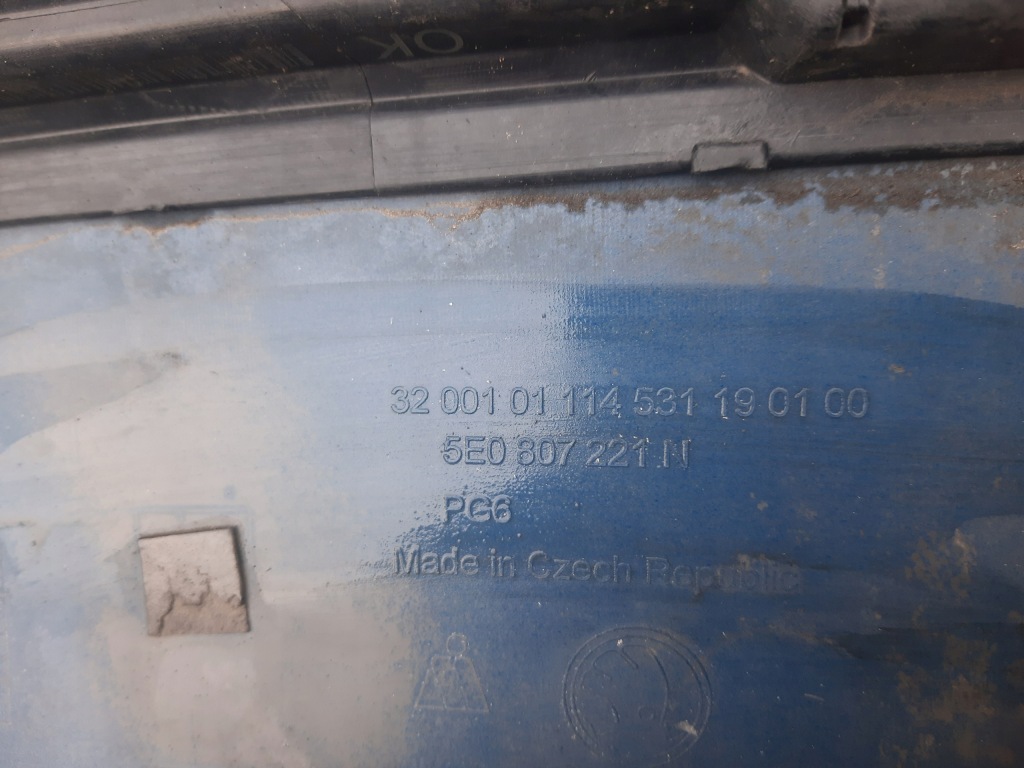 OK
32 001 01 114 531 19 01 00
5E0 807 221 N
PG6
Made in Czech Republic